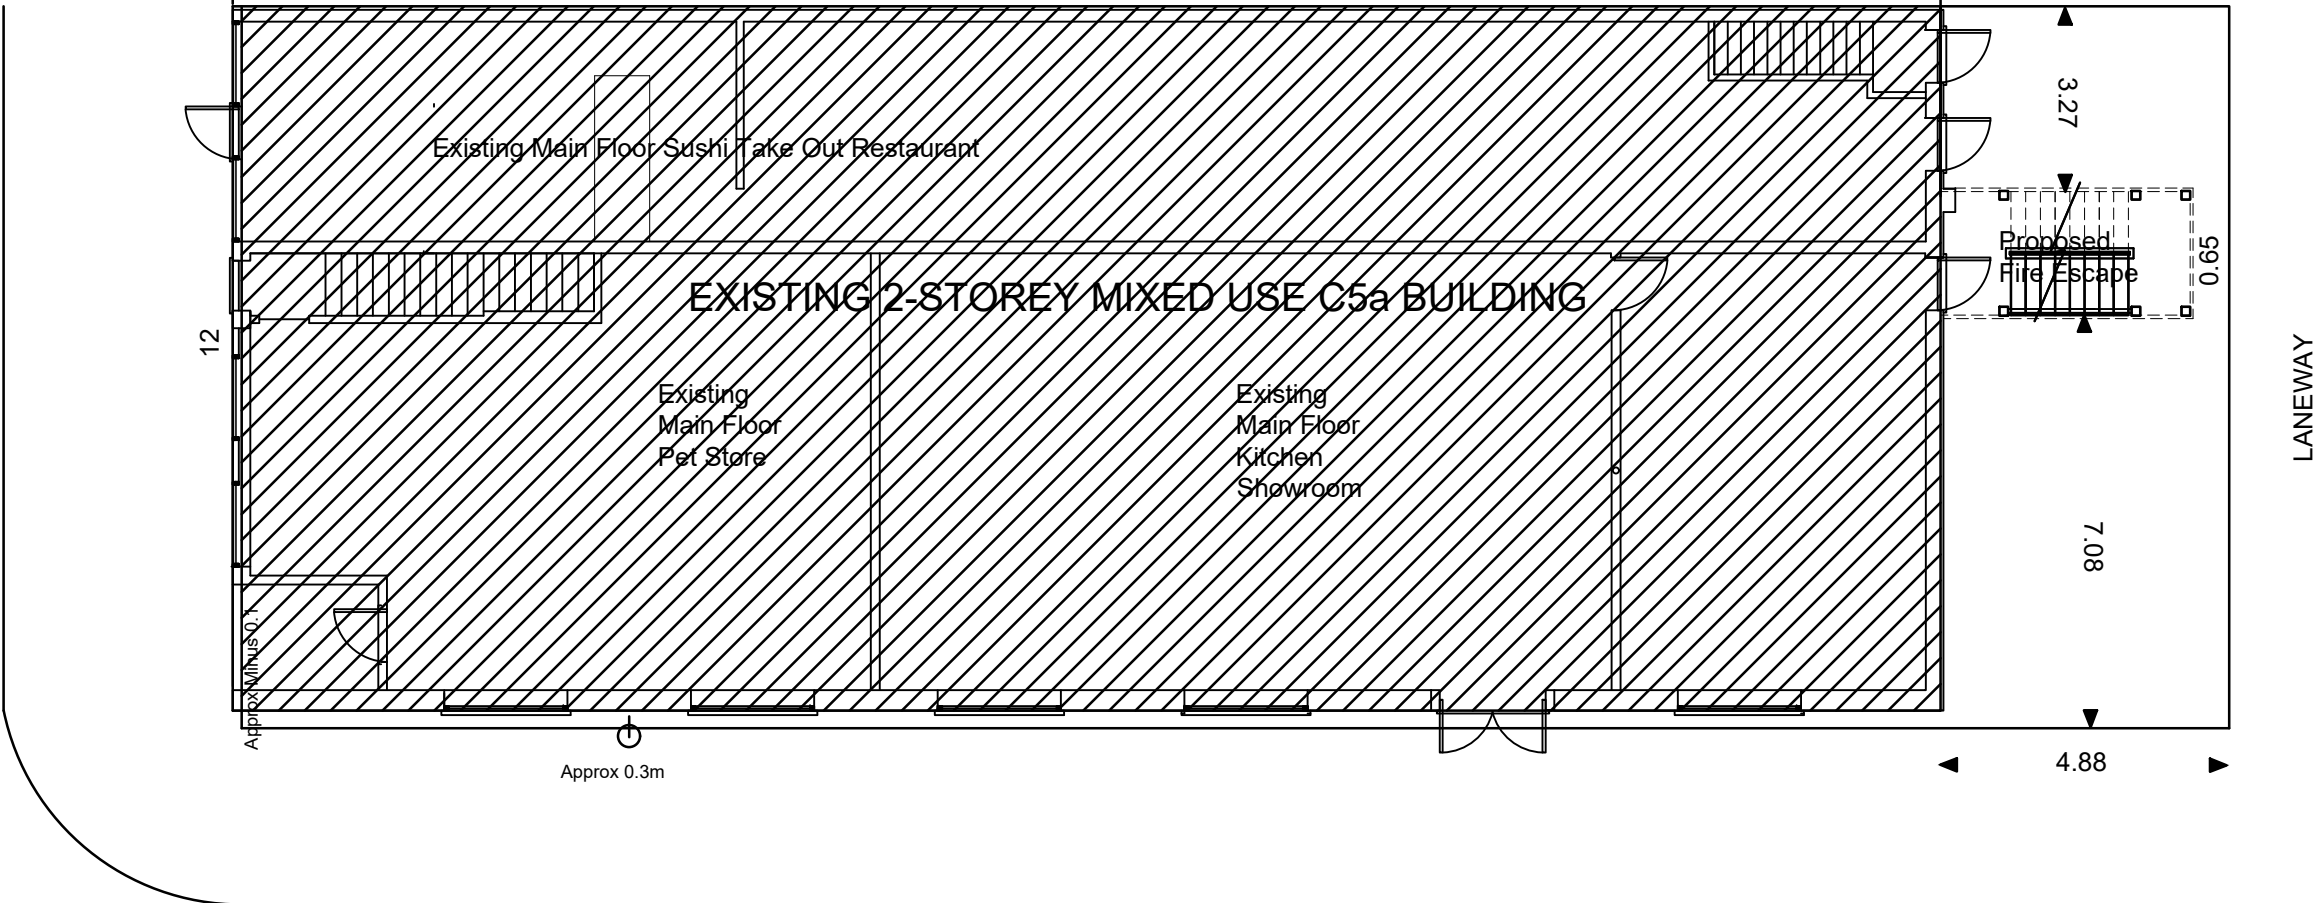 Existing Main Floor Sushi Take Out Restaurant
3.27
Proposed
Fire Escape
0.65
EXISTING 2-STOREY MIXED USE C5a BUILDING
12
LANEWAY
Existing
Main Floor
Pet Store
Existing
Main Floor
Kitchen
Showroom
7.08
Approx Minus 0.1
Approx 0.3m
4.88